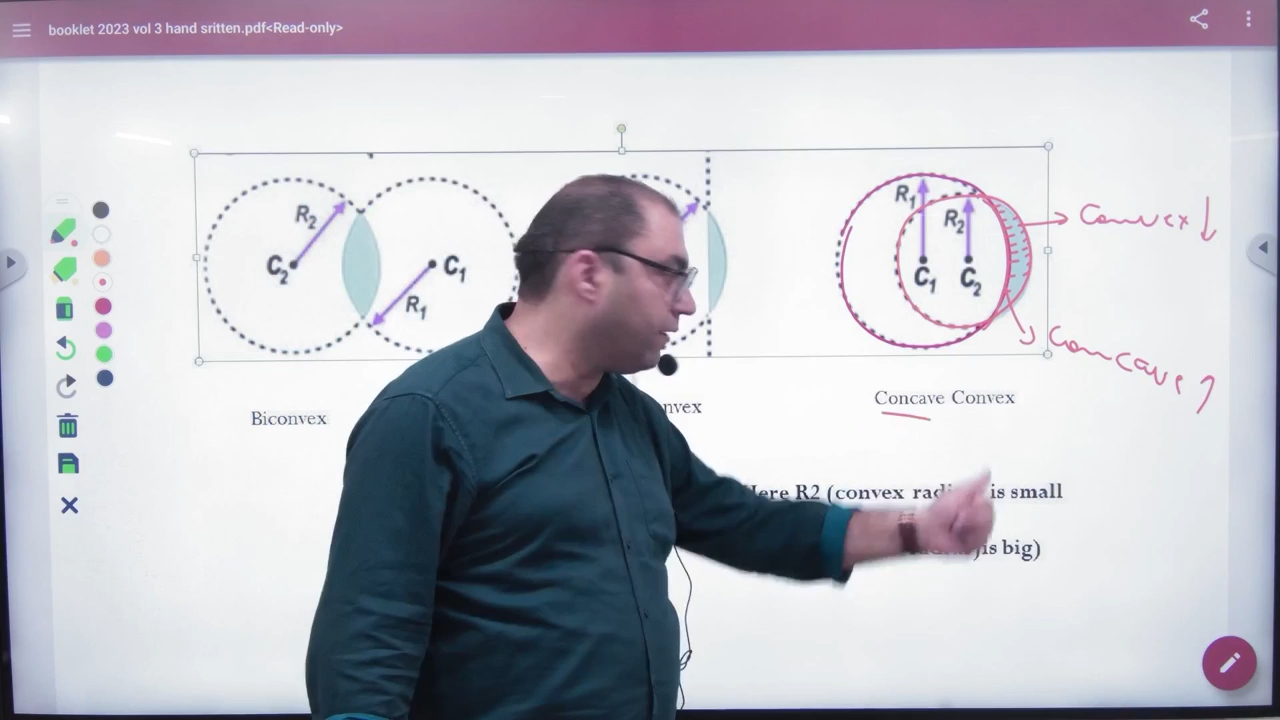 booklet 2023 vol 3 hand sritten.pdf<Read-only>
R2
C2
C1
R1
R1
R2
C1
C2
Convex ↓
Concave ↑
Biconvex
nvex
Concave Convex
Here R2 (convex is small
is big)